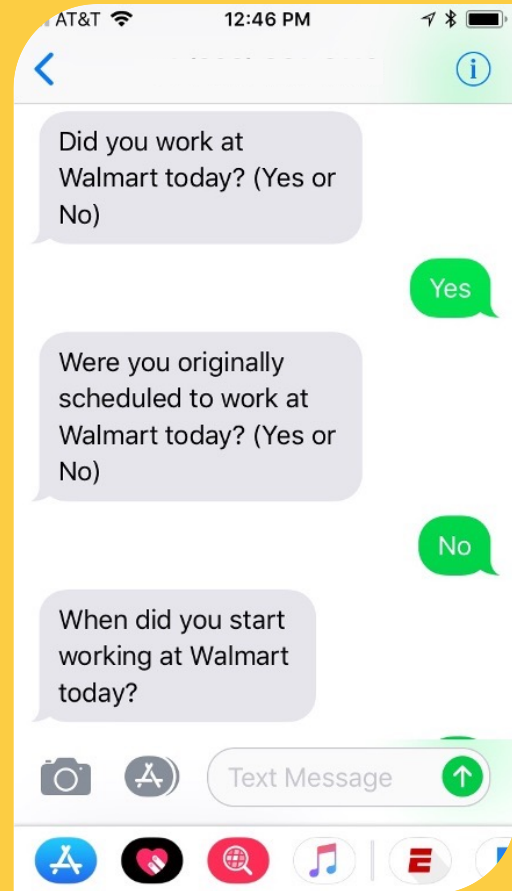 AT&T 12:46 PM
Did you work at
Walmart today? (Yes or
No)
Yes
Were you originally
scheduled to work at
Walmart today? (Yes or
No)
No
When did you start
working at Walmart
today?
Text Message